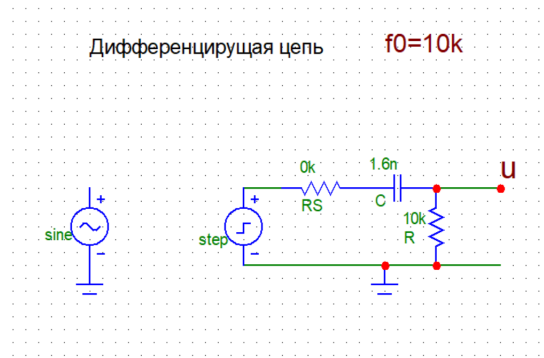 Дифференцирущая цепь f0=10k
0k
1.6n
u
RS
C
10k
R
sine
step